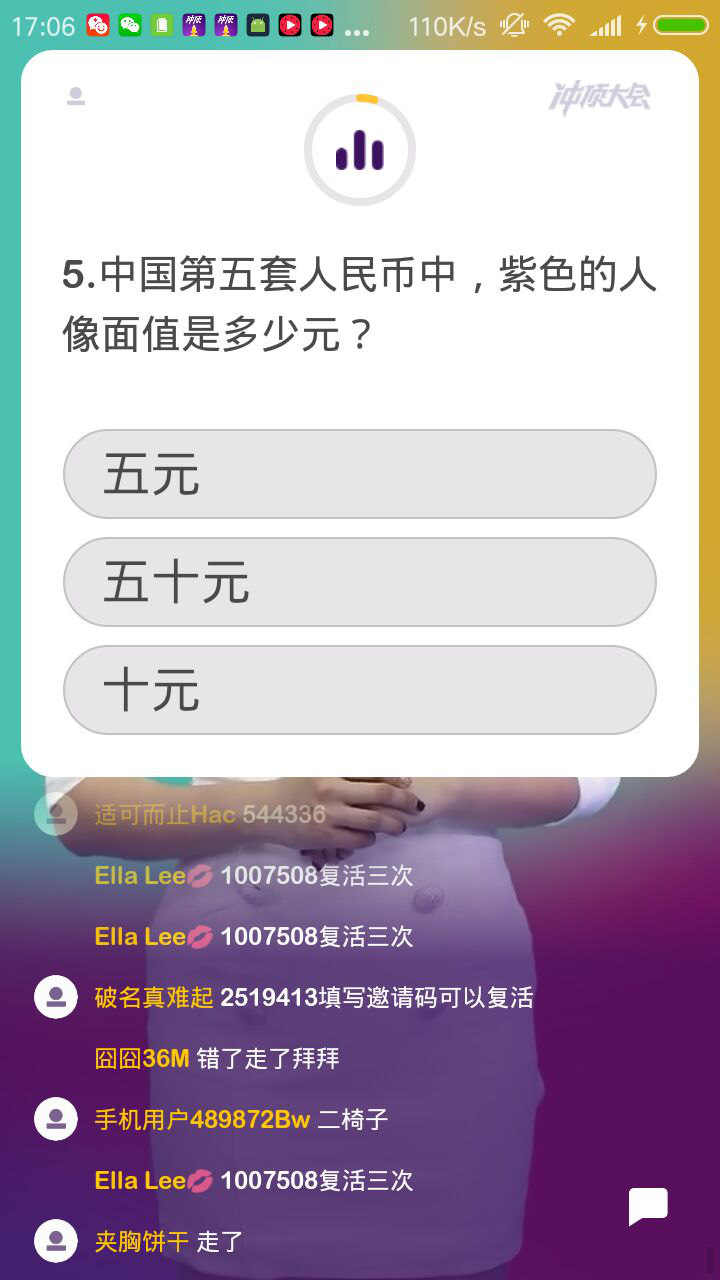 17:06 ... 110K/s
冲顶大会
5.中国第五套人民币中，紫色的人
像面值是多少元？
五元
五十元
十元
适可而止Hac 544336
Ella Lee💋 1007508复活三次
Ella Lee💋 1007508复活三次
破名真难起 2519413填写邀请码可以复活
囧囧36M 错了走了拜拜
手机用户489872Bw 二椅子
Ella Lee💋 1007508复活三次
夹胸饼干 走了